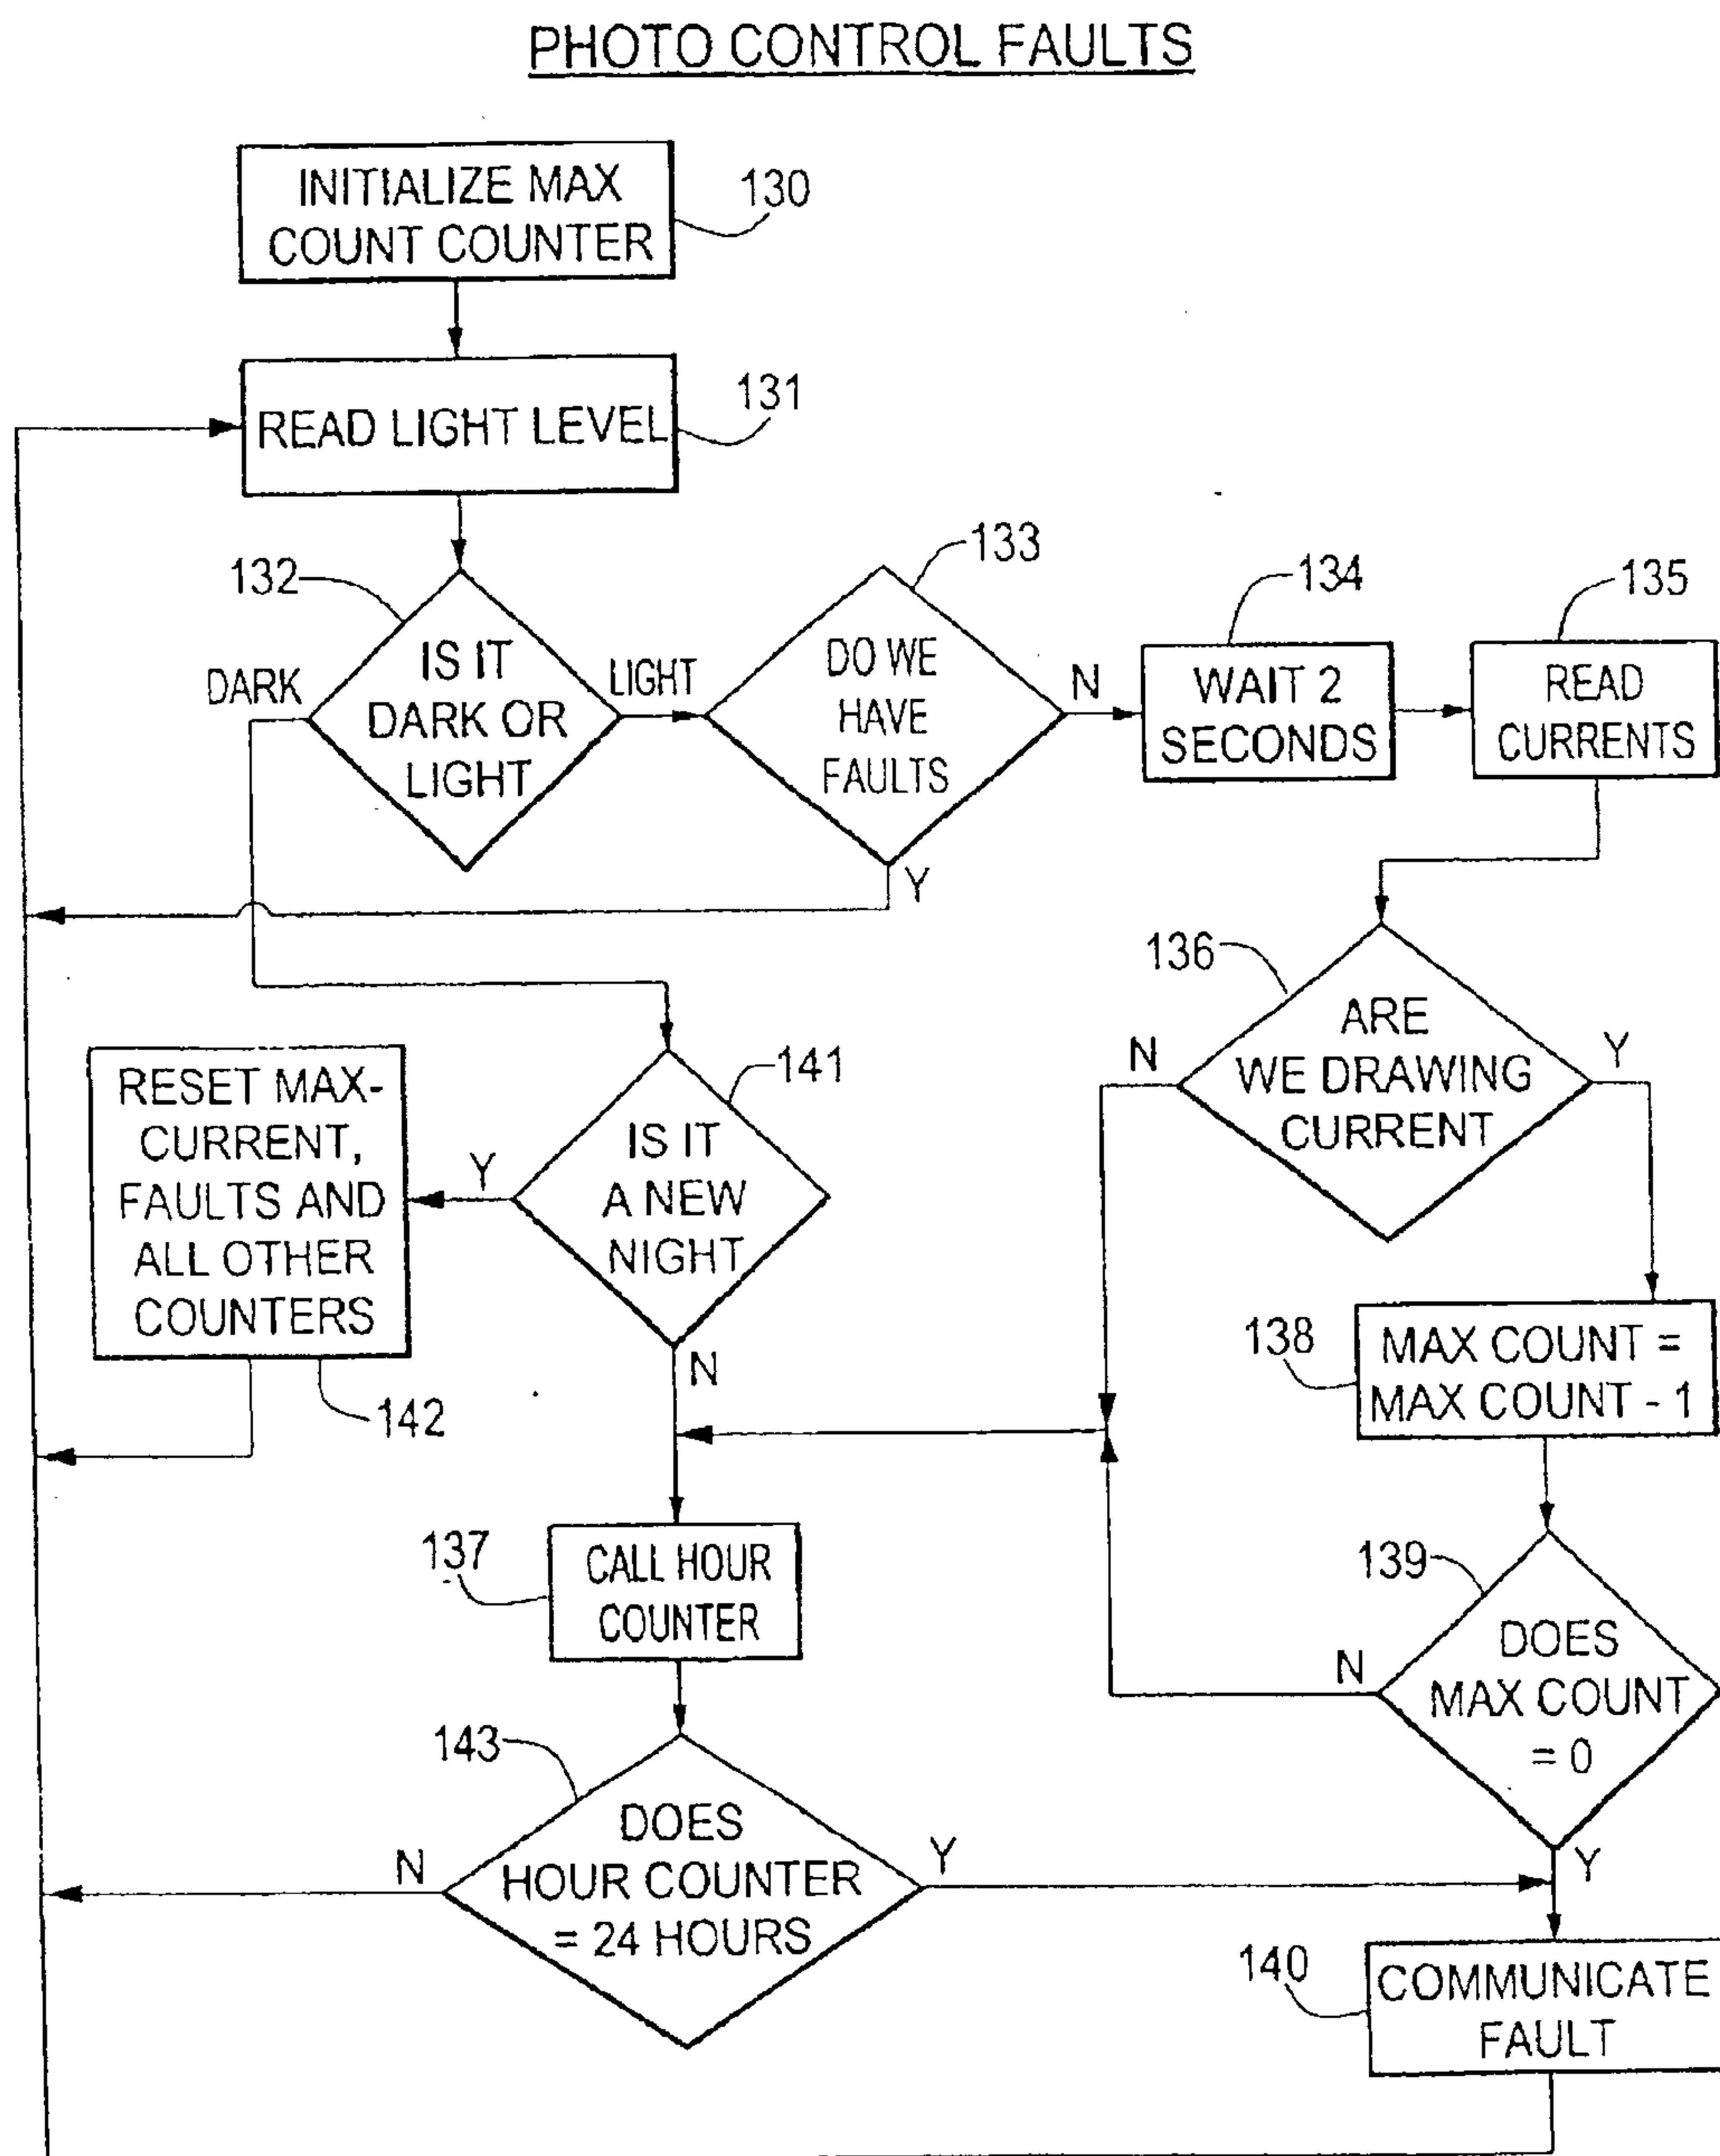 PHOTO CONTROL FAULTS
INITIALIZE MAX
COUNT COUNTER
130
READ LIGHT LEVEL
131
132
IS IT
DARK OR
LIGHT
DARK
LIGHT
133
DO WE
HAVE
FAULTS
N
Y
134
WAIT 2
SECONDS
135
READ
CURRENTS
136
ARE
WE DRAWING
CURRENT
N
Y
141
IS IT
A NEW
NIGHT
Y
N
RESET MAX-
CURRENT,
FAULTS AND
ALL OTHER
COUNTERS
142
138
MAX COUNT =
MAX COUNT - 1
137
CALL HOUR
COUNTER
139
DOES
MAX COUNT
= 0
N
Y
143
DOES
HOUR COUNTER
= 24 HOURS
N
Y
140
COMMUNICATE
FAULT